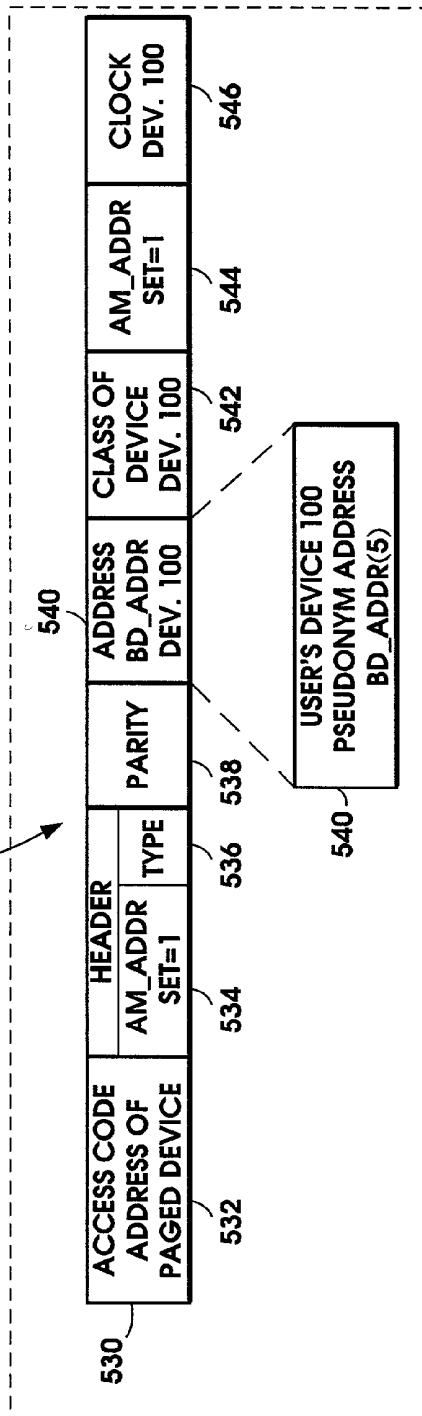 530
ACCESS CODE
ADDRESS OF
PAGED DEVICE
532
HEADER
AM_ADDR
SET=1
534
TYPE
536
PARITY
538
540
ADDRESS
BD_ADDR
DEV. 100
CLASS OF
DEVICE
DEV. 100
542
AM_ADDR
SET=1
544
CLOCK
DEV. 100
546
USER'S DEVICE 100
PSEUDONYM ADDRESS
BD_ADDR(5)
540